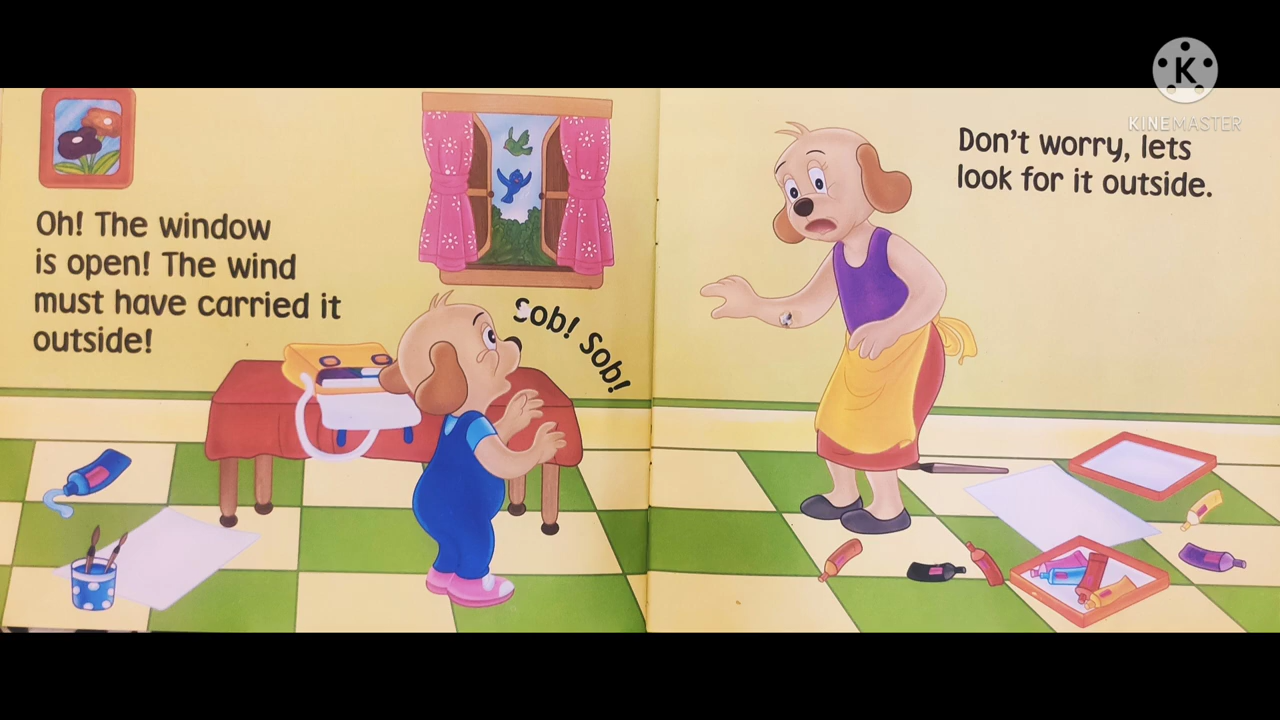 Oh! The window
is open! The wind
must have carried it
outside!
Sob! Sob!
Don't worry, lets
look for it outside.
K
KINEMASTER